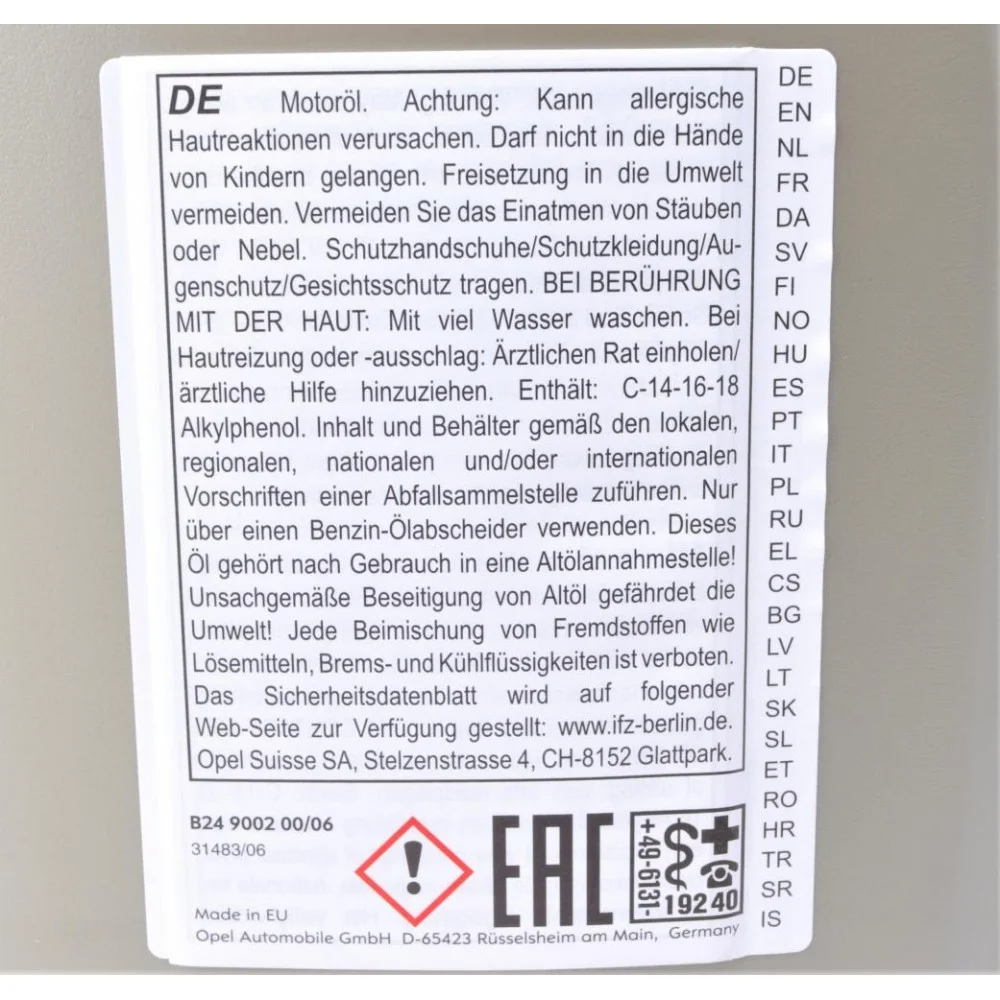 DE Motoröl. Achtung: Kann allergische
Hautreaktionen verursachen. Darf nicht in die Hände
von Kindern gelangen. Freisetzung in die Umwelt
vermeiden. Vermeiden Sie das Einatmen von Stäuben
oder Nebel. Schutzhandschuhe/Schutzkleidung/Au-
genschutz/Gesichtsschutz tragen. BEI BERÜHRUNG
MIT DER HAUT: Mit viel Wasser waschen. Bei
Hautreizung oder -ausschlag: Ärztlichen Rat einholen/
ärztliche Hilfe hinzuziehen. Enthält: C-14-16-18
Alkylphenol. Inhalt und Behälter gemäß den lokalen,
regionalen, nationalen und/oder internationalen
Vorschriften einer Abfallsammelstelle zuführen. Nur
über einen Benzin-Ölabscheider verwenden. Dieses
Öl gehört nach Gebrauch in eine Altölannahmestelle!
Unsachgemäße Beseitigung von Altöl gefährdet die
Umwelt! Jede Beimischung von Fremdstoffen wie
Lösemitteln, Brems- und Kühlflüssigkeiten ist verboten.
Das Sicherheitsdatenblatt wird auf folgender
Web-Seite zur Verfügung gestellt: www.ifz-berlin.de.
Opel Suisse SA, Stelzenstrasse 4, CH-8152 Glattpark.
B24 9002 00/06
31483/06
Made in EU
Opel Automobile GmbH D-65423 Rüsselsheim am Main, Germany
EAC
+49-6131-
19240
DE
EN
NL
FR
DA
SV
FI
NO
HU
ES
PT
IT
PL
RU
EL
CS
BG
LV
LT
SK
SL
ET
RO
HR
TR
SR
IS